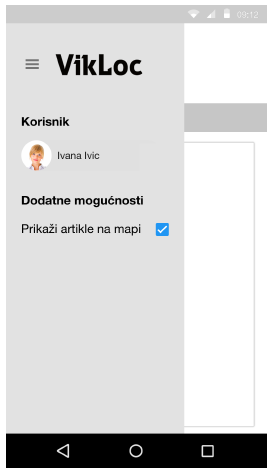 09:12
VikLoc
Korisnik
Ivana Ivic
Dodatne mogućnosti
Prikaži artikle na mapi